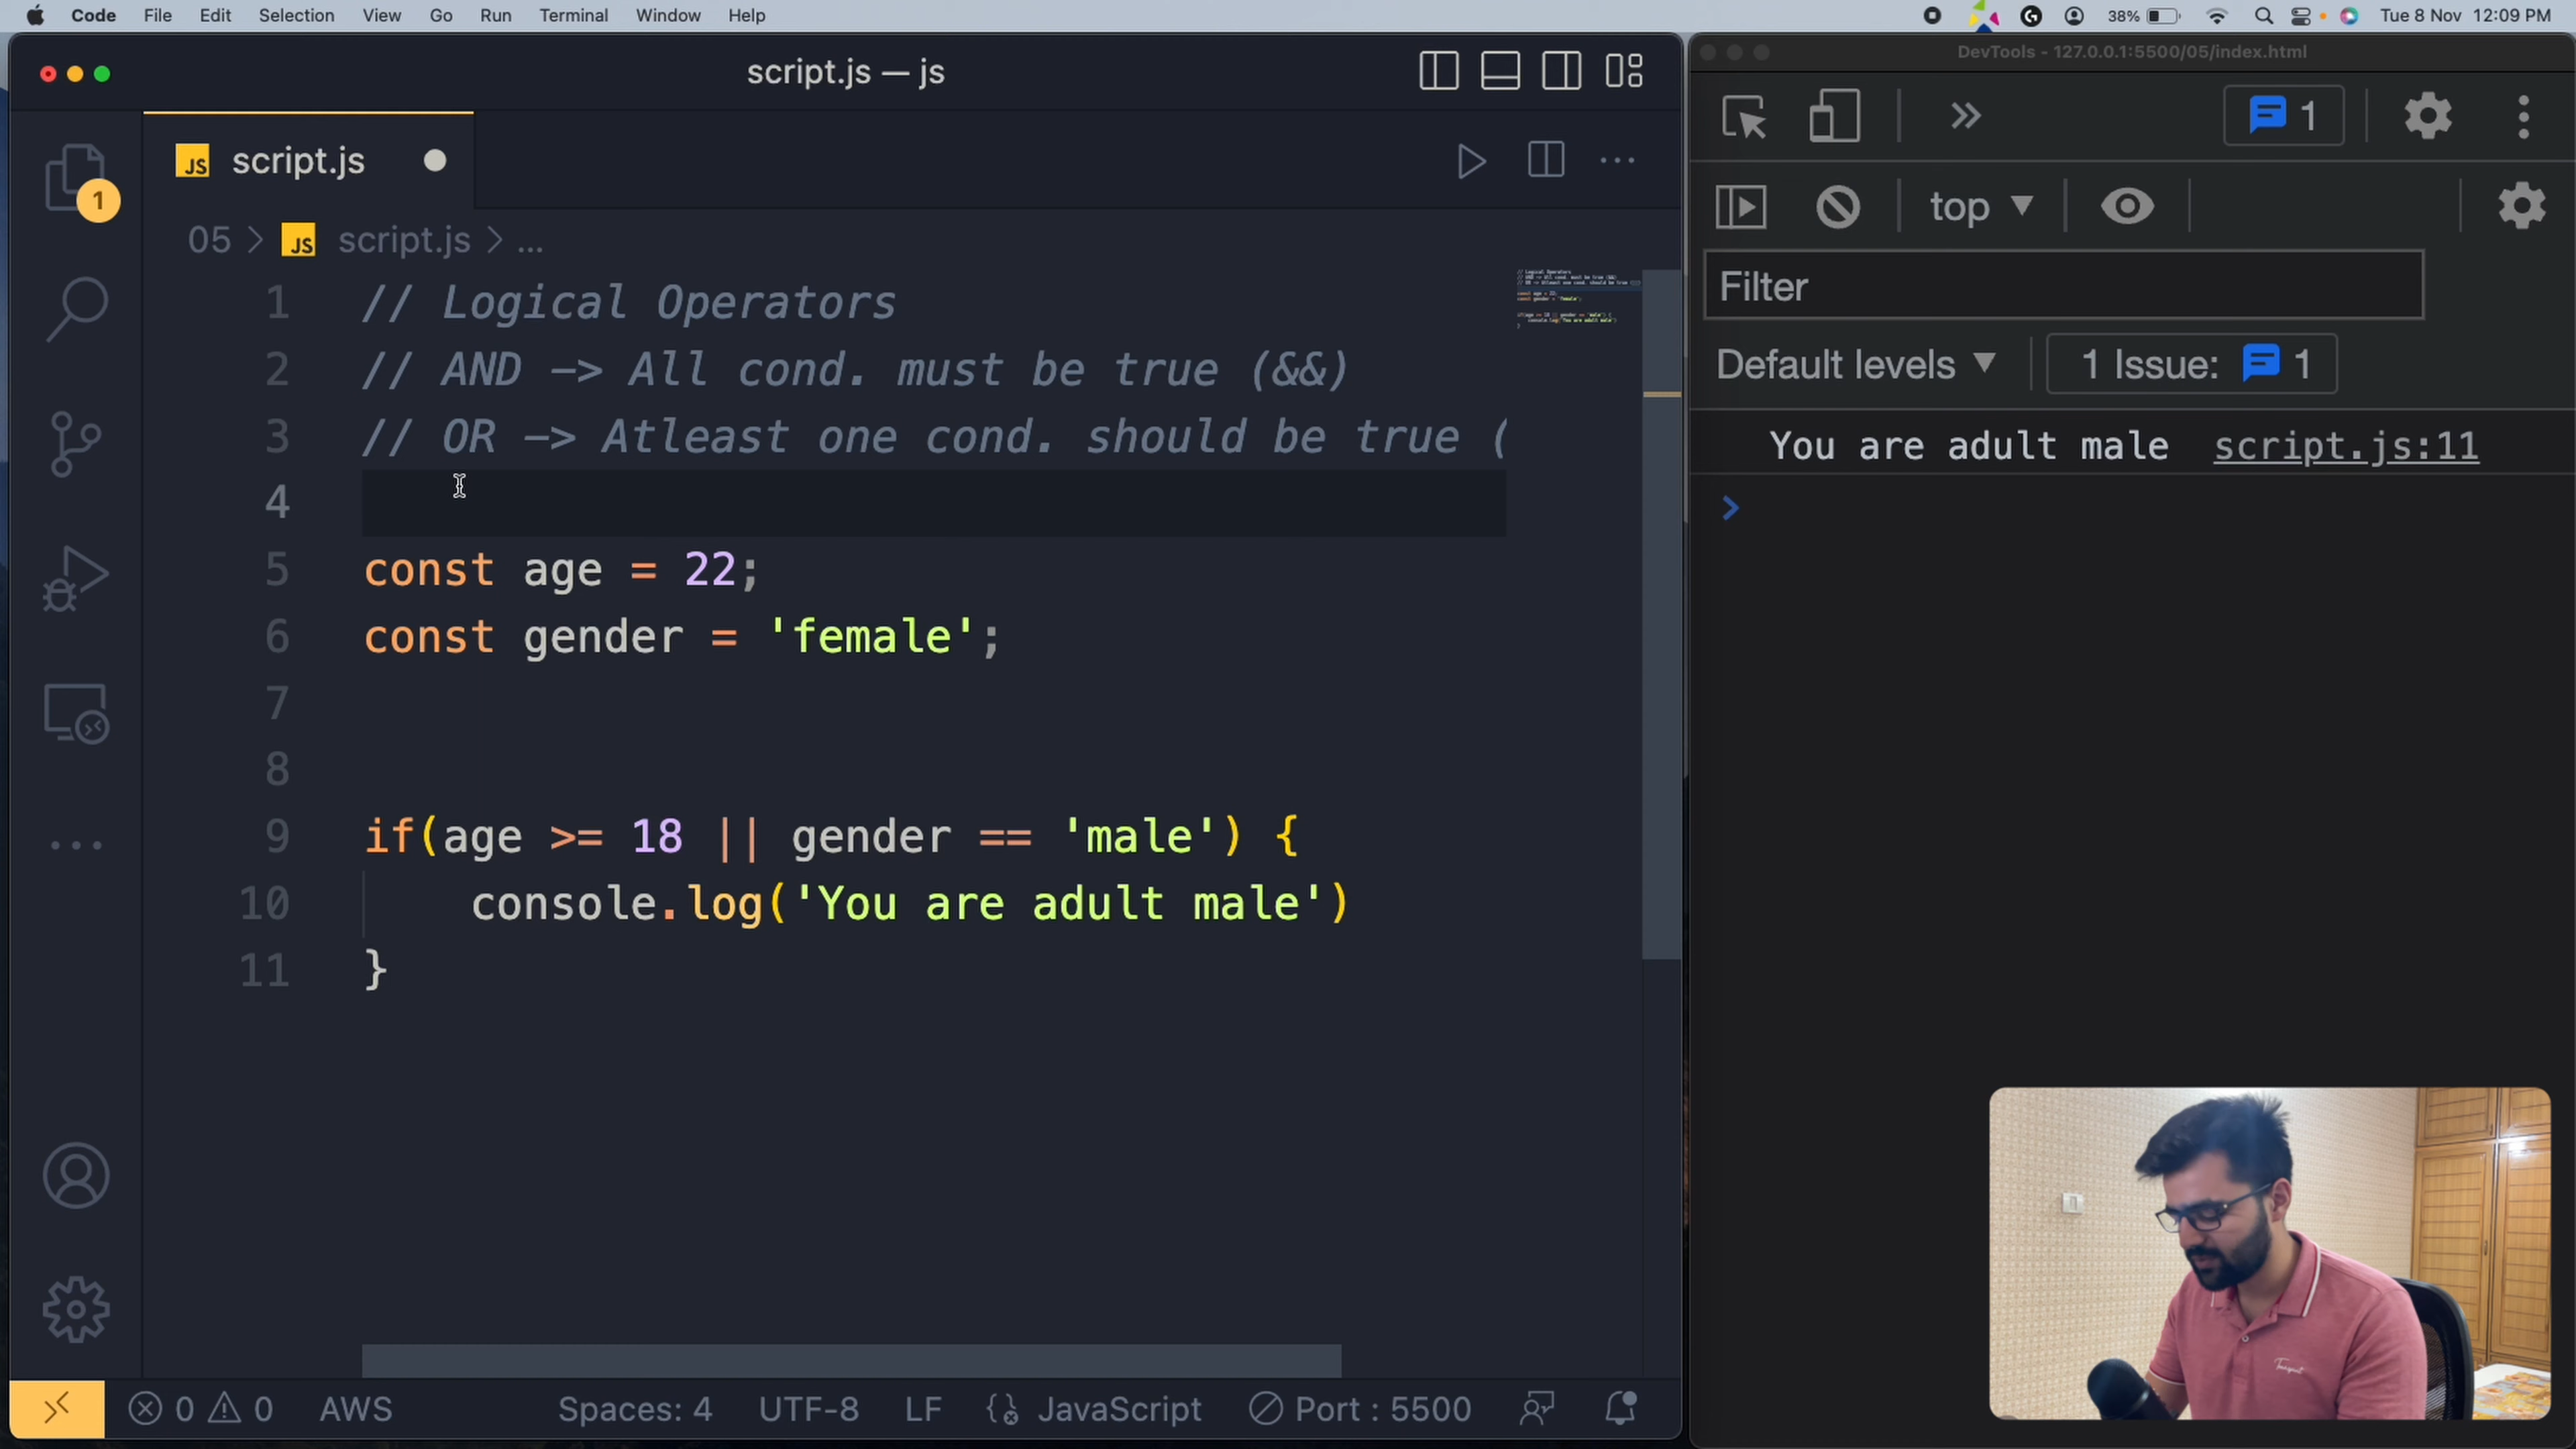 Code File Edit Selection View Go Run Terminal Window Help 38% Tue 8 Nov 12:09 PM
script.js — js
DevTools - 127.0.0.1:5500/05/index.html
1
JS script.js
1
top
05 > JS script.js > ...
Filter
Default levels 1 Issue: 1
You are adult male script.js:11
1 // Logical Operators
2 // AND -> All cond. must be true (&&)
3 // OR -> Atleast one cond. should be true (
4
5 const age = 22;
6 const gender = 'female';
7
8
9 if(age >= 18 || gender == 'male') {
10 console.log('You are adult male')
11 }
0 0 AWS Spaces: 4 UTF-8 LF JavaScript Port : 5500